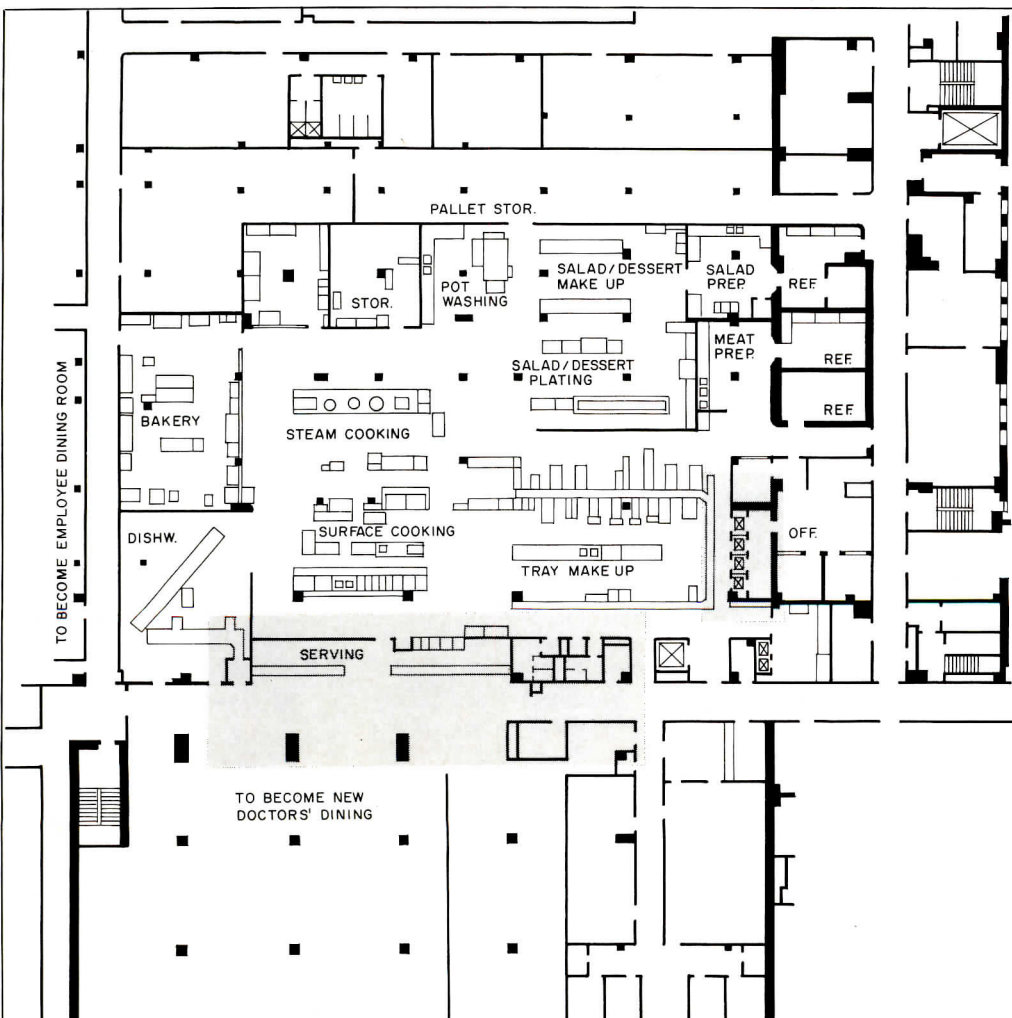 PALLET STOR.
SALAD/DESSERT
MAKE UP
SALAD
PREP.
REF.
POT
WASHING
STOR.
MEAT
PREP.
REF.
SALAD/DESSERT
PLATING
REF.
BAKERY
STEAM COOKING
TO BECOME EMPLOYEE DINING ROOM
DISHW.
SURFACE COOKING
OFF.
TRAY MAKE UP
SERVING
TO BECOME NEW
DOCTORS' DINING